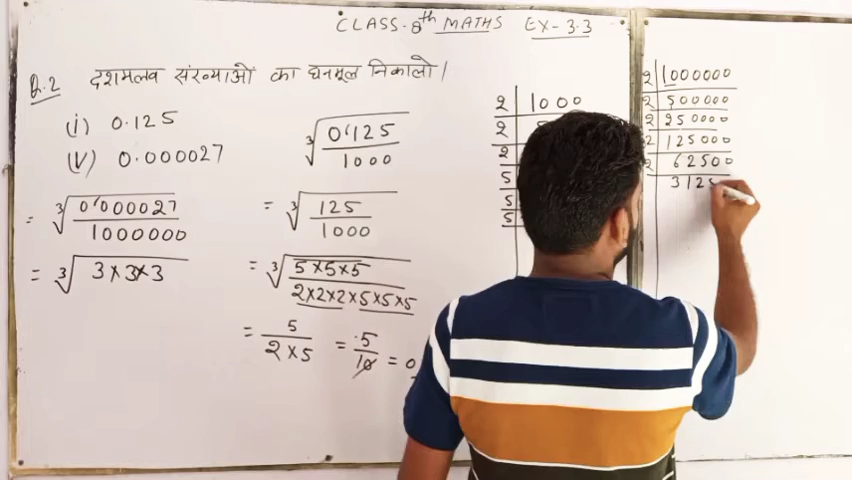 CLASS-8th MATHS EX-3.3
Q.2 दशमलव संख्याओं का घनमूल निकालो।
(i) 0.125
(V) 0.000027
= ∛(0.000027 / 1000000)
= ∛(3×3×3
∛(0.125 / 1000)
= ∛(125 / 1000)
= ∛(5×5×5 / 2×2×2×5×5×5)
= 5 / 2×5 = .5 / 10 = 0
2 | 1000
2
2
5
5
5
2 | 1000000
2 | 500000
2 | 250000
2 | 125000
2 | 62500
312